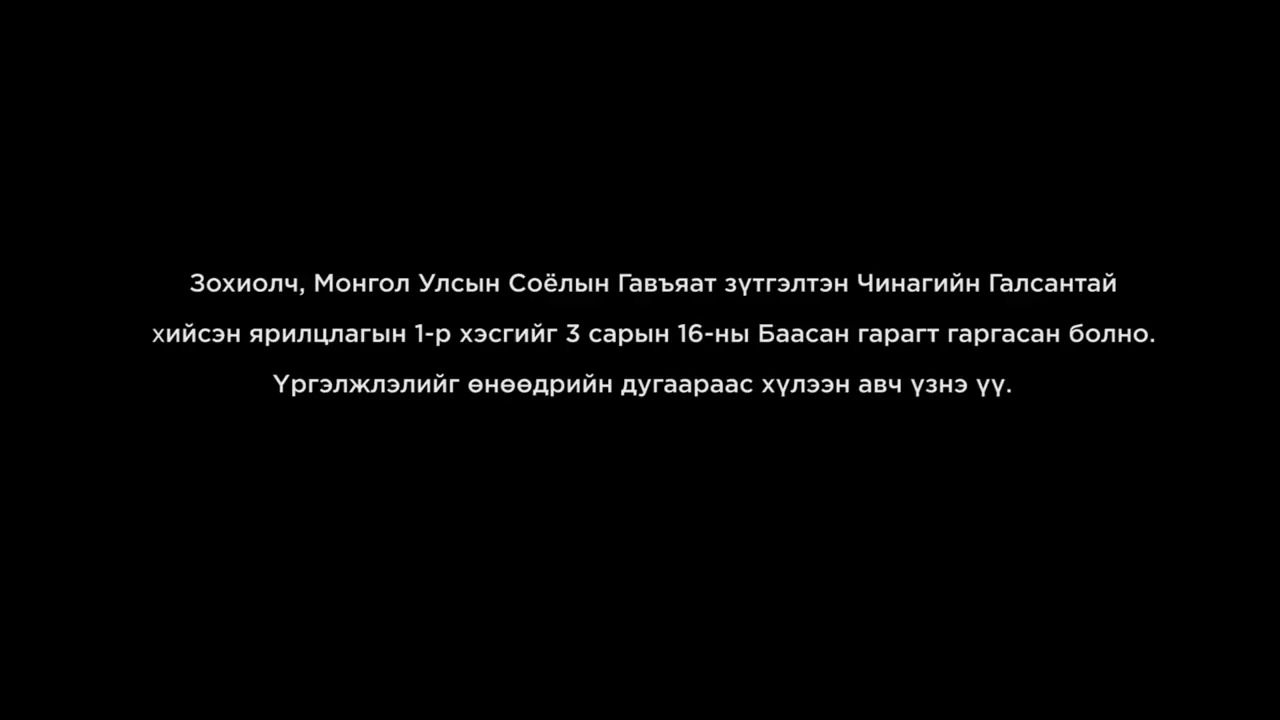 Зохиолч, Монгол Улсын Соёлын Гавъяат зүтгэлтэн Чинагийн Галсантай
хийсэн ярилцлагын 1-р хэсгийг 3 сарын 16-ны Баасан гарагт гаргасан болно.
Үргэлжлэлийг өнөөдрийн дугаараас хүлээн авч үзнэ үү.